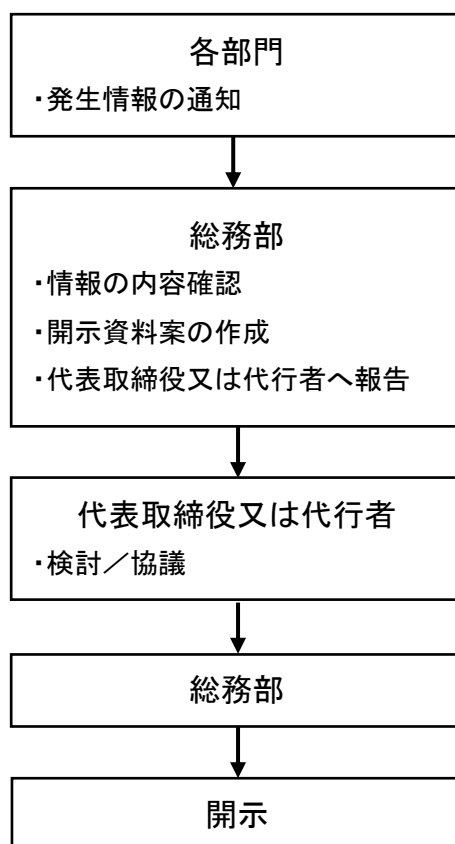 各部門
・発生情報の通知
総務部
・情報の内容確認
・開示資料案の作成
・代表取締役又は代行者へ報告
代表取締役又は代行者
・検討／協議
総務部
開示